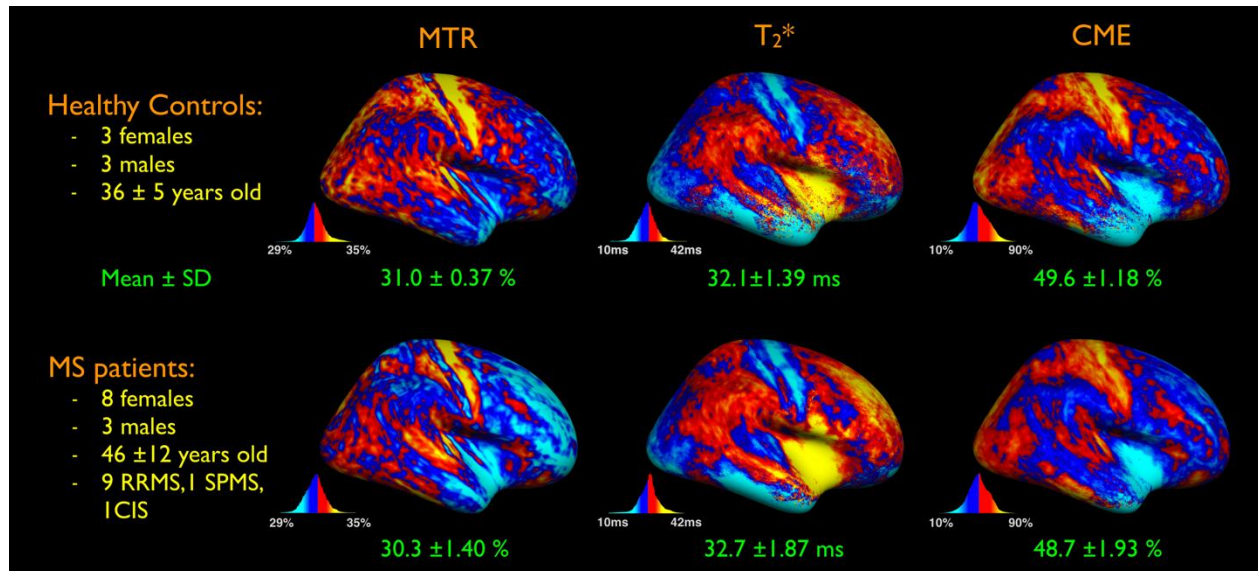 MTR
T₂*
CME
Healthy Controls:
- 3 females
- 3 males
- 36 ± 5 years old
29% 35%
10ms 42ms
10% 90%
Mean ± SD
31.0 ± 0.37 %
32.1±1.39 ms
49.6 ±1.18 %
MS patients:
- 8 females
- 3 males
- 46 ±12 years old
- 9 RRMS,1 SPMS,
1CIS
29% 35%
10ms 42ms
10% 90%
30.3 ±1.40 %
32.7 ±1.87 ms
48.7 ±1.93 %